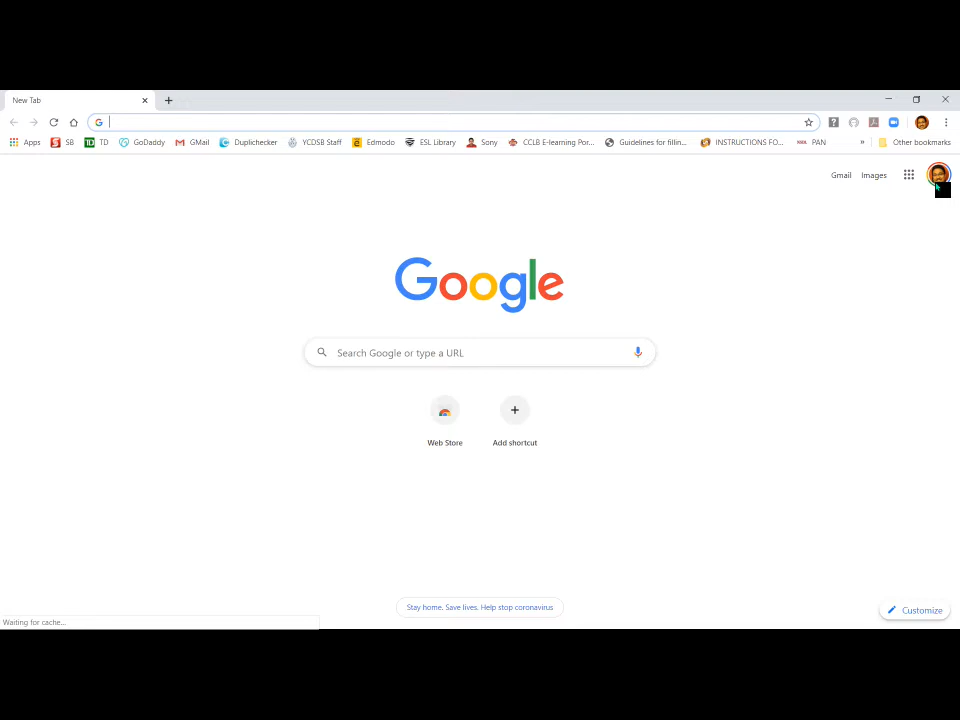 New Tab
Apps SB TD GoDaddy GMail Duplichecker YCDSB Staff Edmodo ESL Library Sony CCLB E-learning Por... Guidelines for fillin... INSTRUCTIONS FO... PAN » Other bookmarks
Gmail Images
Google
Search Google or type a URL
Web Store Add shortcut
Stay home. Save lives. Help stop coronavirus
Customize
Waiting for cache...